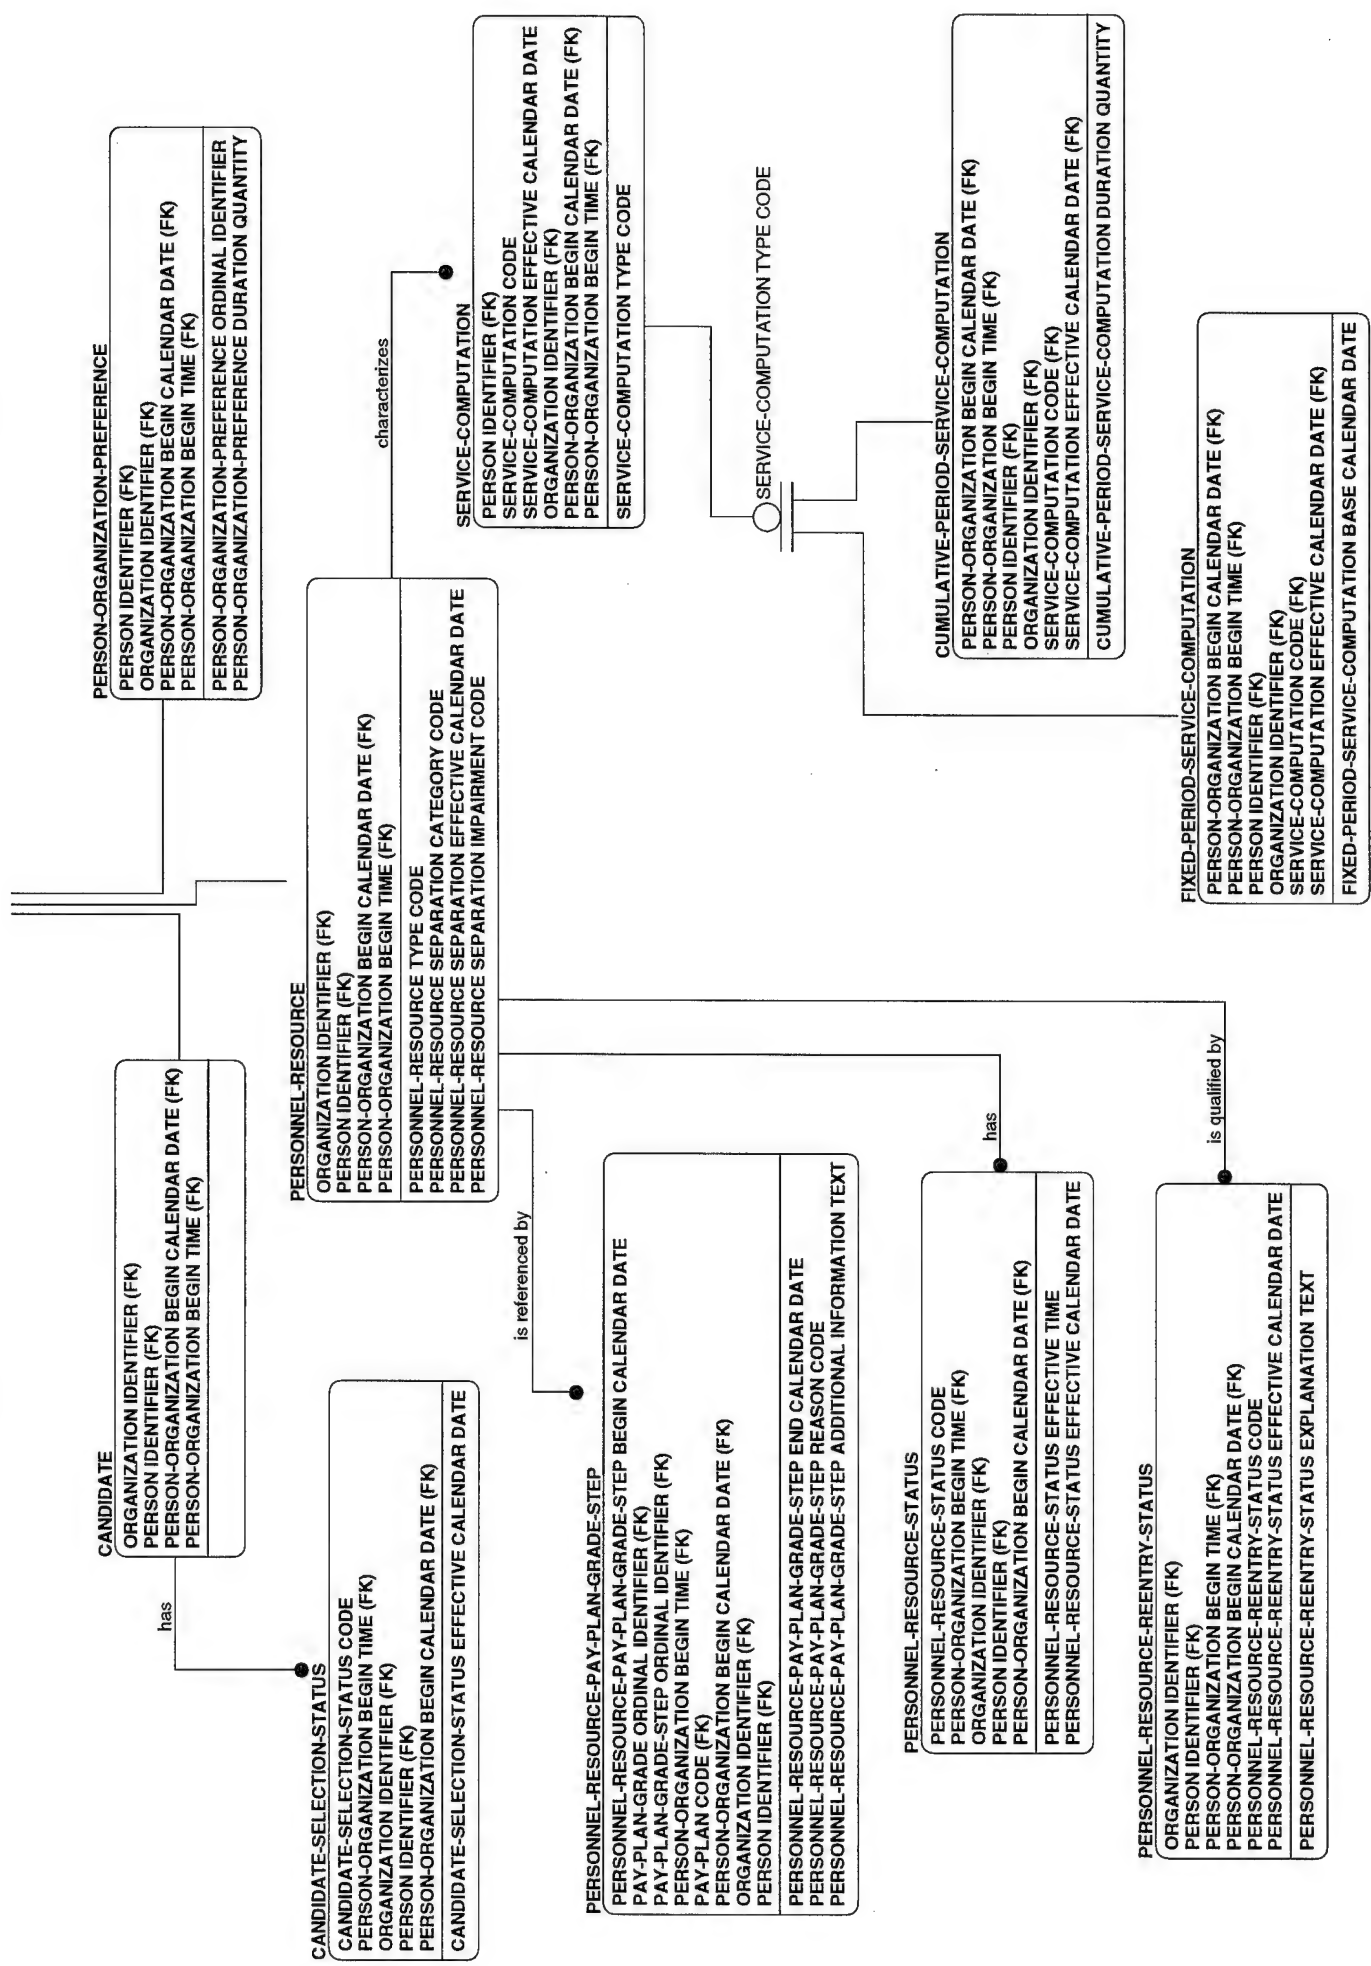 CANDIDATE
ORGANIZATION IDENTIFIER (FK)
PERSON IDENTIFIER (FK)
PERSON-ORGANIZATION BEGIN CALENDAR DATE (FK)
PERSON-ORGANIZATION BEGIN TIME (FK)
has
CANDIDATE-SELECTION-STATUS
CANDIDATE-SELECTION-STATUS CODE
PERSON-ORGANIZATION BEGIN TIME (FK)
ORGANIZATION IDENTIFIER (FK)
PERSON IDENTIFIER (FK)
PERSON-ORGANIZATION BEGIN CALENDAR DATE (FK)
CANDIDATE-SELECTION-STATUS EFFECTIVE CALENDAR DATE
PERSON-ORGANIZATION-PREFERENCE
PERSON IDENTIFIER (FK)
ORGANIZATION IDENTIFIER (FK)
PERSON-ORGANIZATION BEGIN CALENDAR DATE (FK)
PERSON-ORGANIZATION BEGIN TIME (FK)
PERSON-ORGANIZATION-PREFERENCE ORDINAL IDENTIFIER
PERSON-ORGANIZATION-PREFERENCE DURATION QUANTITY
PERSONNEL-RESOURCE
ORGANIZATION IDENTIFIER (FK)
PERSON IDENTIFIER (FK)
PERSON-ORGANIZATION BEGIN CALENDAR DATE (FK)
PERSON-ORGANIZATION BEGIN TIME (FK)
PERSONNEL-RESOURCE TYPE CODE
PERSONNEL-RESOURCE SEPARATION CATEGORY CODE
PERSONNEL-RESOURCE SEPARATION EFFECTIVE CALENDAR DATE
PERSONNEL-RESOURCE SEPARATION IMPAIRMENT CODE
characterizes
SERVICE-COMPUTATION
PERSON IDENTIFIER (FK)
SERVICE-COMPUTATION CODE
SERVICE-COMPUTATION EFFECTIVE CALENDAR DATE
ORGANIZATION IDENTIFIER (FK)
PERSON-ORGANIZATION BEGIN CALENDAR DATE (FK)
PERSON-ORGANIZATION BEGIN TIME (FK)
SERVICE-COMPUTATION TYPE CODE
is referenced by
PERSONNEL-RESOURCE-PAY-PLAN-GRADE-STEP
PERSONNEL-RESOURCE-PAY-PLAN-GRADE-STEP BEGIN CALENDAR DATE
PAY-PLAN-GRADE ORDINAL IDENTIFIER (FK)
PAY-PLAN-GRADE-STEP ORDINAL IDENTIFIER (FK)
PERSON-ORGANIZATION BEGIN TIME (FK)
PAY-PLAN CODE (FK)
PERSON-ORGANIZATION BEGIN CALENDAR DATE (FK)
ORGANIZATION IDENTIFIER (FK)
PERSON IDENTIFIER (FK)
PERSONNEL-RESOURCE-PAY-PLAN-GRADE-STEP END CALENDAR DATE
PERSONNEL-RESOURCE-PAY-PLAN-GRADE-STEP REASON CODE
PERSONNEL-RESOURCE-PAY-PLAN-GRADE-STEP ADDITIONAL INFORMATION TEXT
SERVICE-COMPUTATION TYPE CODE
has
PERSONNEL-RESOURCE-STATUS
PERSONNEL-RESOURCE-STATUS CODE
PERSON-ORGANIZATION BEGIN TIME (FK)
ORGANIZATION IDENTIFIER (FK)
PERSON IDENTIFIER (FK)
PERSON-ORGANIZATION BEGIN CALENDAR DATE (FK)
PERSONNEL-RESOURCE-STATUS EFFECTIVE TIME
PERSONNEL-RESOURCE-STATUS EFFECTIVE CALENDAR DATE
CUMULATIVE-PERIOD-SERVICE-COMPUTATION
PERSON-ORGANIZATION BEGIN CALENDAR DATE (FK)
PERSON-ORGANIZATION BEGIN TIME (FK)
PERSON IDENTIFIER (FK)
ORGANIZATION IDENTIFIER (FK)
SERVICE-COMPUTATION CODE (FK)
SERVICE-COMPUTATION EFFECTIVE CALENDAR DATE (FK)
CUMULATIVE-PERIOD-SERVICE-COMPUTATION DURATION QUANTITY
is qualified by
PERSONNEL-RESOURCE-REENTRY-STATUS
ORGANIZATION IDENTIFIER (FK)
PERSON IDENTIFIER (FK)
PERSON-ORGANIZATION BEGIN TIME (FK)
PERSON-ORGANIZATION BEGIN CALENDAR DATE (FK)
PERSONNEL-RESOURCE-REENTRY-STATUS CODE
PERSONNEL-RESOURCE-REENTRY-STATUS EFFECTIVE CALENDAR DATE
PERSONNEL-RESOURCE-REENTRY-STATUS EXPLANATION TEXT
FIXED-PERIOD-SERVICE-COMPUTATION
PERSON-ORGANIZATION BEGIN CALENDAR DATE (FK)
PERSON-ORGANIZATION BEGIN TIME (FK)
PERSON IDENTIFIER (FK)
ORGANIZATION IDENTIFIER (FK)
SERVICE-COMPUTATION CODE (FK)
SERVICE-COMPUTATION EFFECTIVE CALENDAR DATE (FK)
FIXED-PERIOD-SERVICE-COMPUTATION BASE CALENDAR DATE